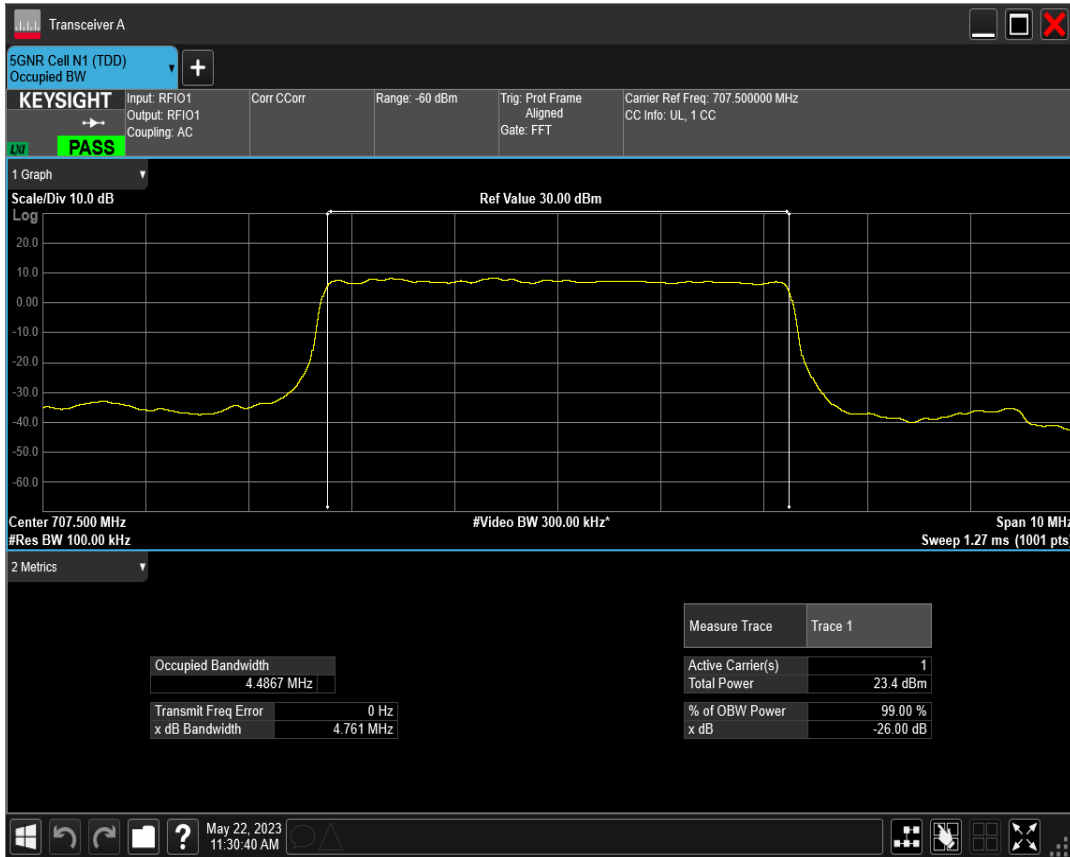 Transceiver A
5GNR Cell N1 (TDD)
Occupied BW
+
KEYSIGHT
LXI
PASS
Input: RFIO1
Output: RFIO1
Coupling: AC
Corr CCorr
Range: -60 dBm
Trig: Prot Frame
Aligned
Gate: FFT
Carrier Ref Freq: 707.500000 MHz
CC Info: UL, 1 CC
1 Graph
Scale/Div 10.0 dB
Ref Value 30.00 dBm
Log
20.0
10.0
0.00
-10.0
-20.0
-30.0
-40.0
-50.0
-60.0
Center 707.500 MHz
#Video BW 300.00 kHz*
Span 10 MHz
#Res BW 100.00 kHz
Sweep 1.27 ms (1001 pts)
2 Metrics
Measure Trace
Trace 1
Occupied Bandwidth
4.4867 MHz
Active Carrier(s)
1
Total Power
23.4 dBm
Transmit Freq Error
0 Hz
x dB Bandwidth
4.761 MHz
% of OBW Power
99.00 %
x dB
-26.00 dB
?
May 22, 2023
11:30:40 AM